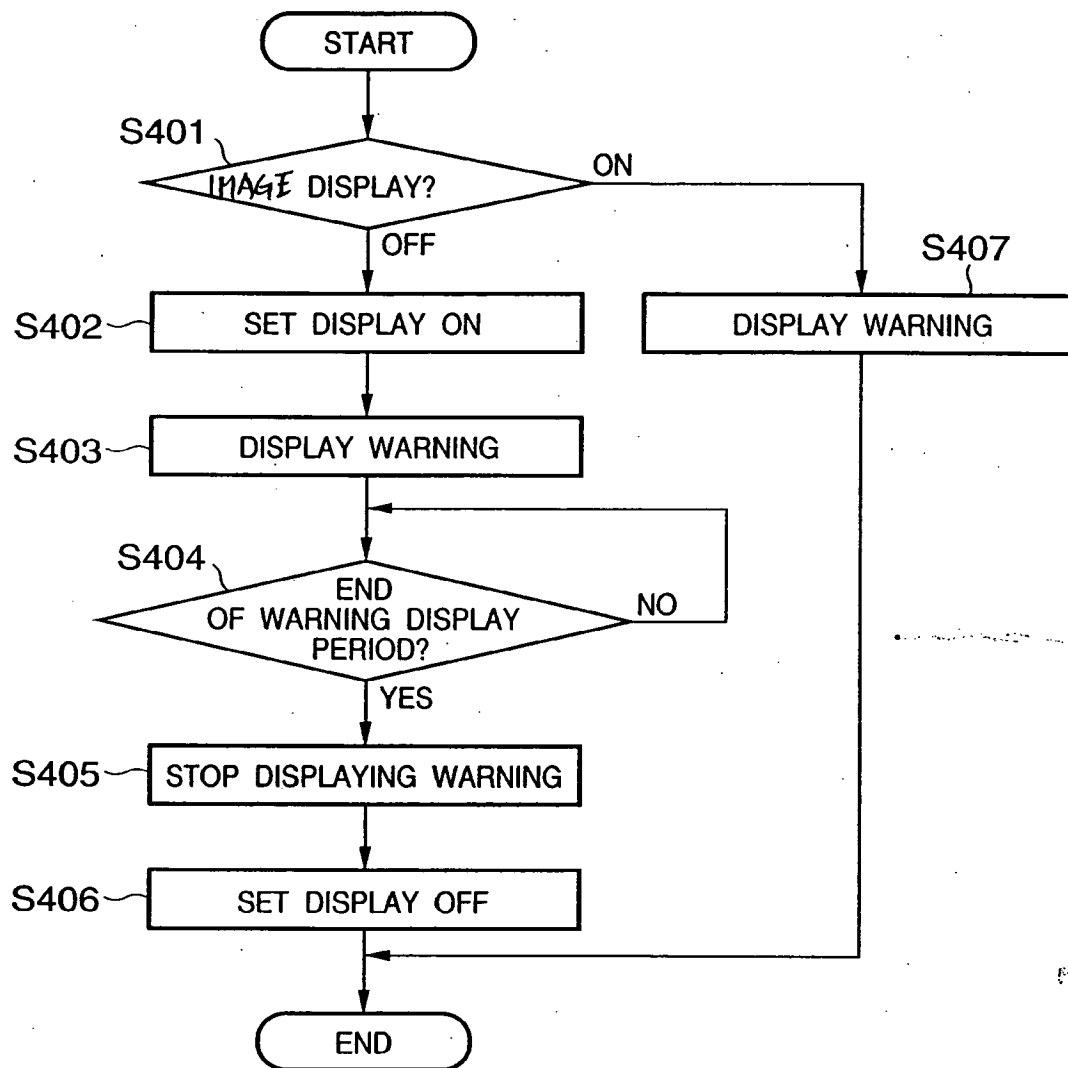 START
S401
IMAGE DISPLAY?
ON
OFF
S407
S402
SET DISPLAY ON
DISPLAY WARNING
S403
DISPLAY WARNING
S404
END
OF WARNING DISPLAY
PERIOD?
NO
YES
S405
STOP DISPLAYING WARNING
S406
SET DISPLAY OFF
END